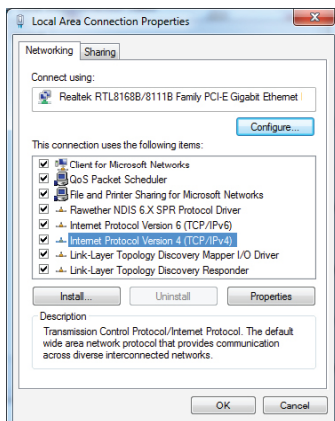 Local Area Connection Properties
Networking
Sharing
Connect using:
Realtek RTL8168B/8111B Family PCI-E Gigabit Ethernet
Configure...
This connection uses the following items:
Client for Microsoft Networks
QoS Packet Scheduler
File and Printer Sharing for Microsoft Networks
Rawether NDIS 6.X SPR Protocol Driver
Internet Protocol Version 6 (TCP/IPv6)
Internet Protocol Version 4 (TCP/IPv4)
Link-Layer Topology Discovery Mapper I/O Driver
Link-Layer Topology Discovery Responder
Install...
Uninstall
Properties
Description
Transmission Control Protocol/Internet Protocol. The default
wide area network protocol that provides communication
across diverse interconnected networks.
OK
Cancel